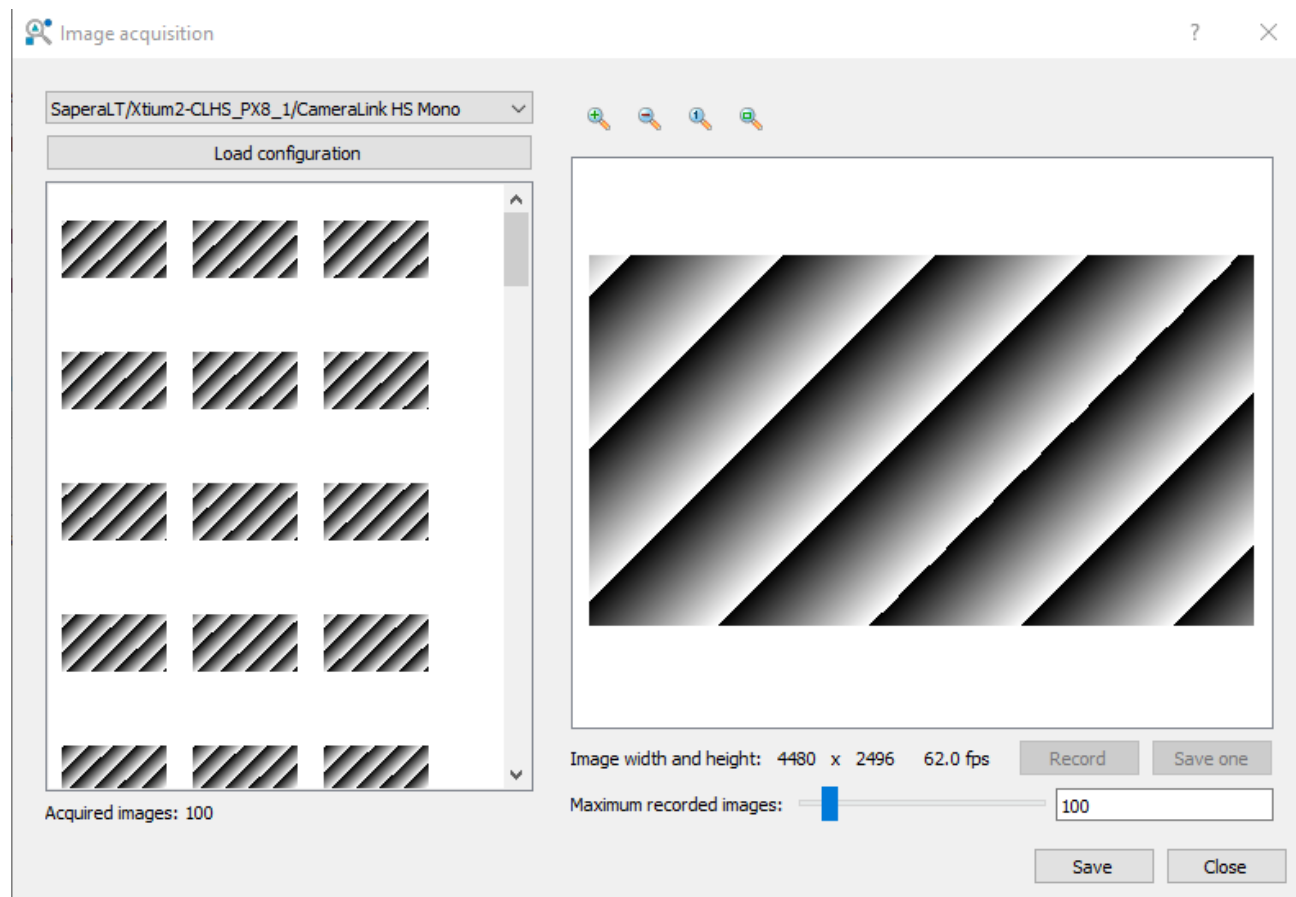 Image acquisition
SaperaLT/Xtium2-CLHS_PX8_1/CameraLink HS Mono
Load configuration
Image width and height: 4480 x 2496 62.0 fps
Record
Save one
Acquired images: 100
Maximum recorded images:
100
Save
Close